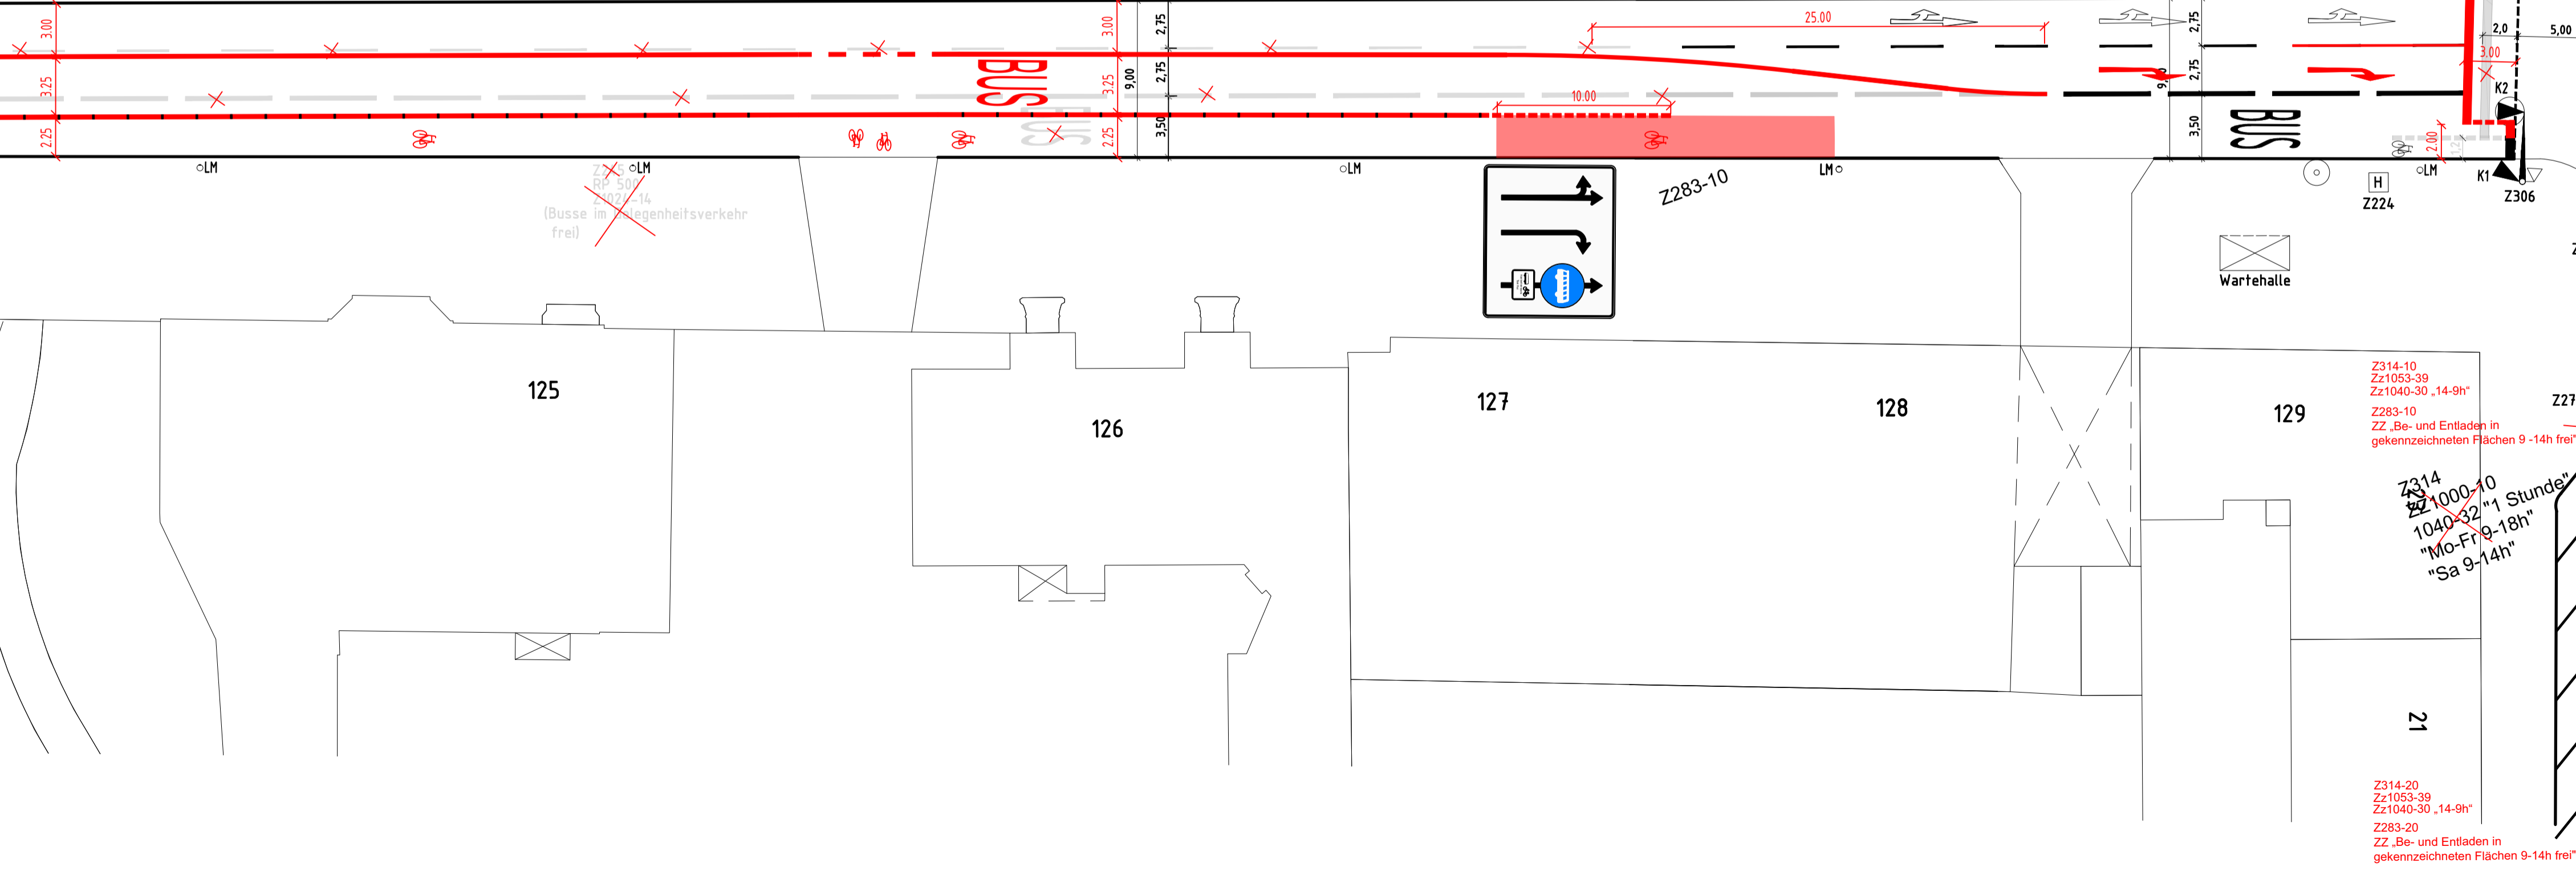 3.00
3.25
2.25
3.00
3.25
2.25
9,00
2,75
2,75
3,50
BUS
BUS
25.00
10.00
2,75
2,75
3,50
BUS
2,0
5,00
3.00
K2
2.00
K1
Z306
LM
LM
LM
LM
LM
RP 500
Z1024-14
(Busse im Gelegenheitsverkehr
frei)
Z283-10
H
Z224
Wartehalle
125
126
127
128
129
Z314-10
Zz1053-39
Zz1040-30 „14-9h“
Z283-10
ZZ „Be- und Entladen in
gekennzeichneten Flächen 9 -14h frei"
Z27
Z314
ZZ1000-10
1040-32 "1 Stunde"
"Mo-Fr 9-18h"
"Sa 9-14h"
21
Z314-20
Zz1053-39
Zz1040-30 „14-9h“
Z283-20
ZZ „Be- und Entladen in
gekennzeichneten Flächen 9-14h frei"